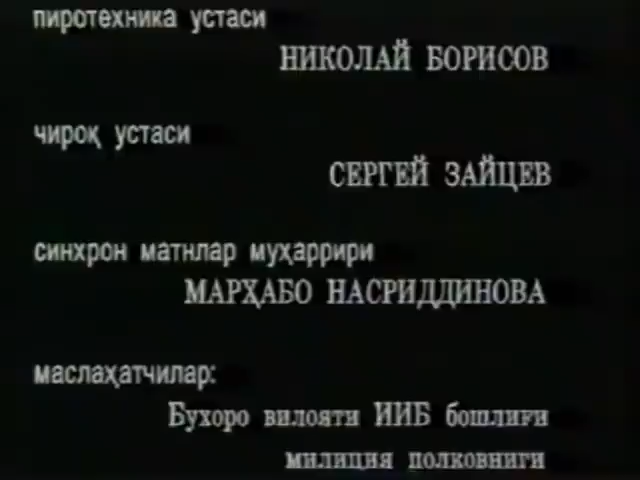 пиротехника устаси
НИКОЛАЙ БОРИСОВ
чироқ устаси
СЕРГЕЙ ЗАЙЦЕВ
синхрон матнлар муҳаррири
МАРҲАБО НАСРИДДИНОВА
маслаҳатчилар:
Бухоро вилояти ИИБ бошлиғи
милиция полковниги